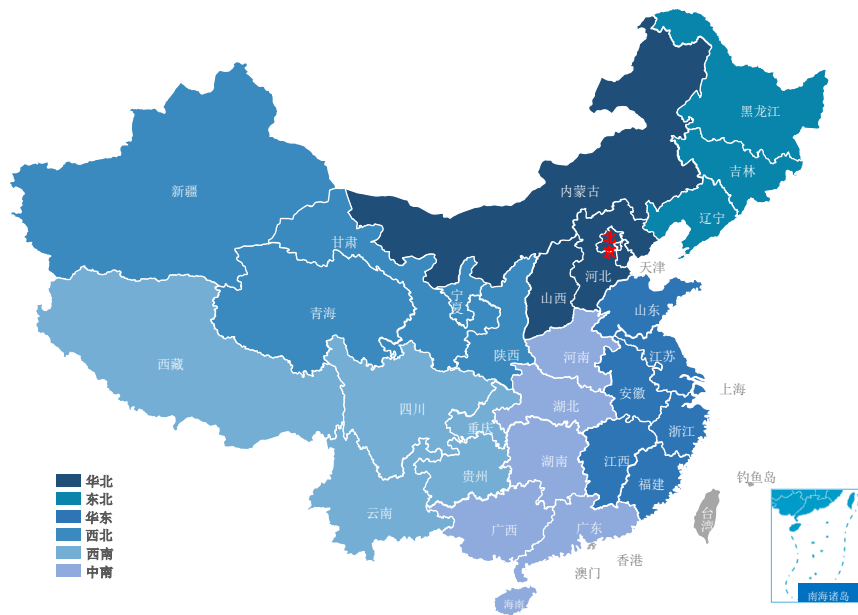 黑龙江
吉林
辽宁
内蒙古
新疆
甘肃
北京
天津
河北
山西
宁夏
青海
山东
陕西
河南
江苏
西藏
安徽
上海
四川
湖北
重庆
浙江
湖南
江西
贵州
福建
钓鱼岛
云南
广西
广东
台湾
香港
澳门
海南
南海诸岛
华北
东北
华东
西北
西南
中南